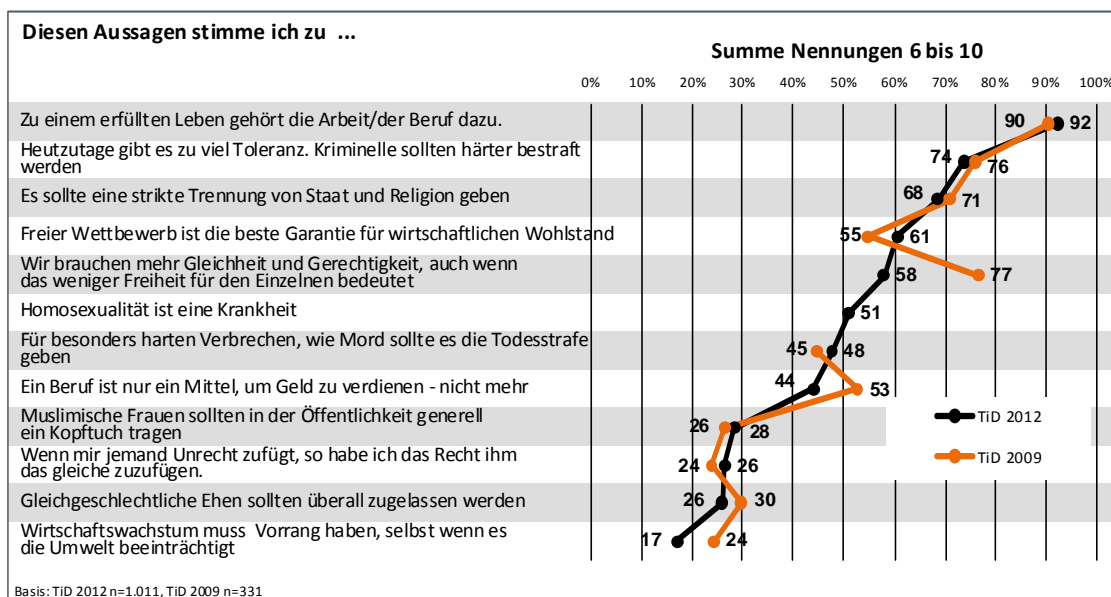 Diesen Aussagen stimme ich zu ...
Summe Nennungen 6 bis 10
0% 10% 20% 30% 40% 50% 60% 70% 80% 90% 100%
Zu einem erfüllten Leben gehört die Arbeit/der Beruf dazu.
90 92
Heutzutage gibt es zu viel Toleranz. Kriminelle sollten härter bestraft
werden
74 76
Es sollte eine strikte Trennung von Staat und Religion geben
68 71
Freier Wettbewerb ist die beste Garantie für wirtschaftlichen Wohlstand
55 61
Wir brauchen mehr Gleichheit und Gerechtigkeit, auch wenn
das weniger Freiheit für den Einzelnen bedeutet
58 77
Homosexualität ist eine Krankheit
51
Für besonders harten Verbrechen, wie Mord sollte es die Todesstrafe
geben
45 48
Ein Beruf ist nur ein Mittel, um Geld zu verdienen - nicht mehr
44 53
Muslimische Frauen sollten in der Öffentlichkeit generell
ein Kopftuch tragen
26 28
Wenn mir jemand Unrecht zufügt, so habe ich das Recht ihm
das gleiche zuzufügen.
24 26
Gleichgeschlechtliche Ehen sollten überall zugelassen werden
26 30
Wirtschaftswachstum muss Vorrang haben, selbst wenn es
die Umwelt beeinträchtigt
17 24
TiD 2012
TiD 2009
Basis: TiD 2012 n=1.011, TiD 2009 n=331